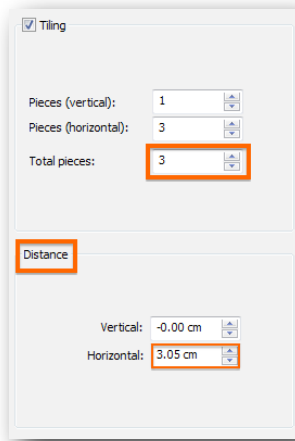 Tiling
Pieces (vertical): 1
Pieces (horizontal): 3
Total pieces: 3
Distance
Vertical: -0.00 cm
Horizontal: 3.05 cm